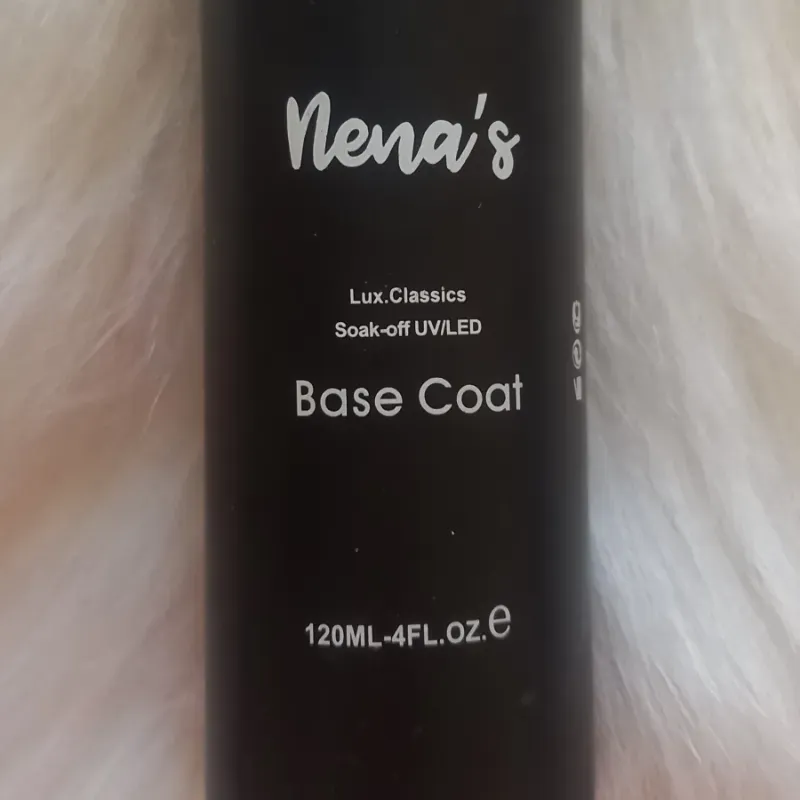 Nena's
Lux.Classics
Soak-off UV/LED
Base Coat
120ML-4FL.OZ.e